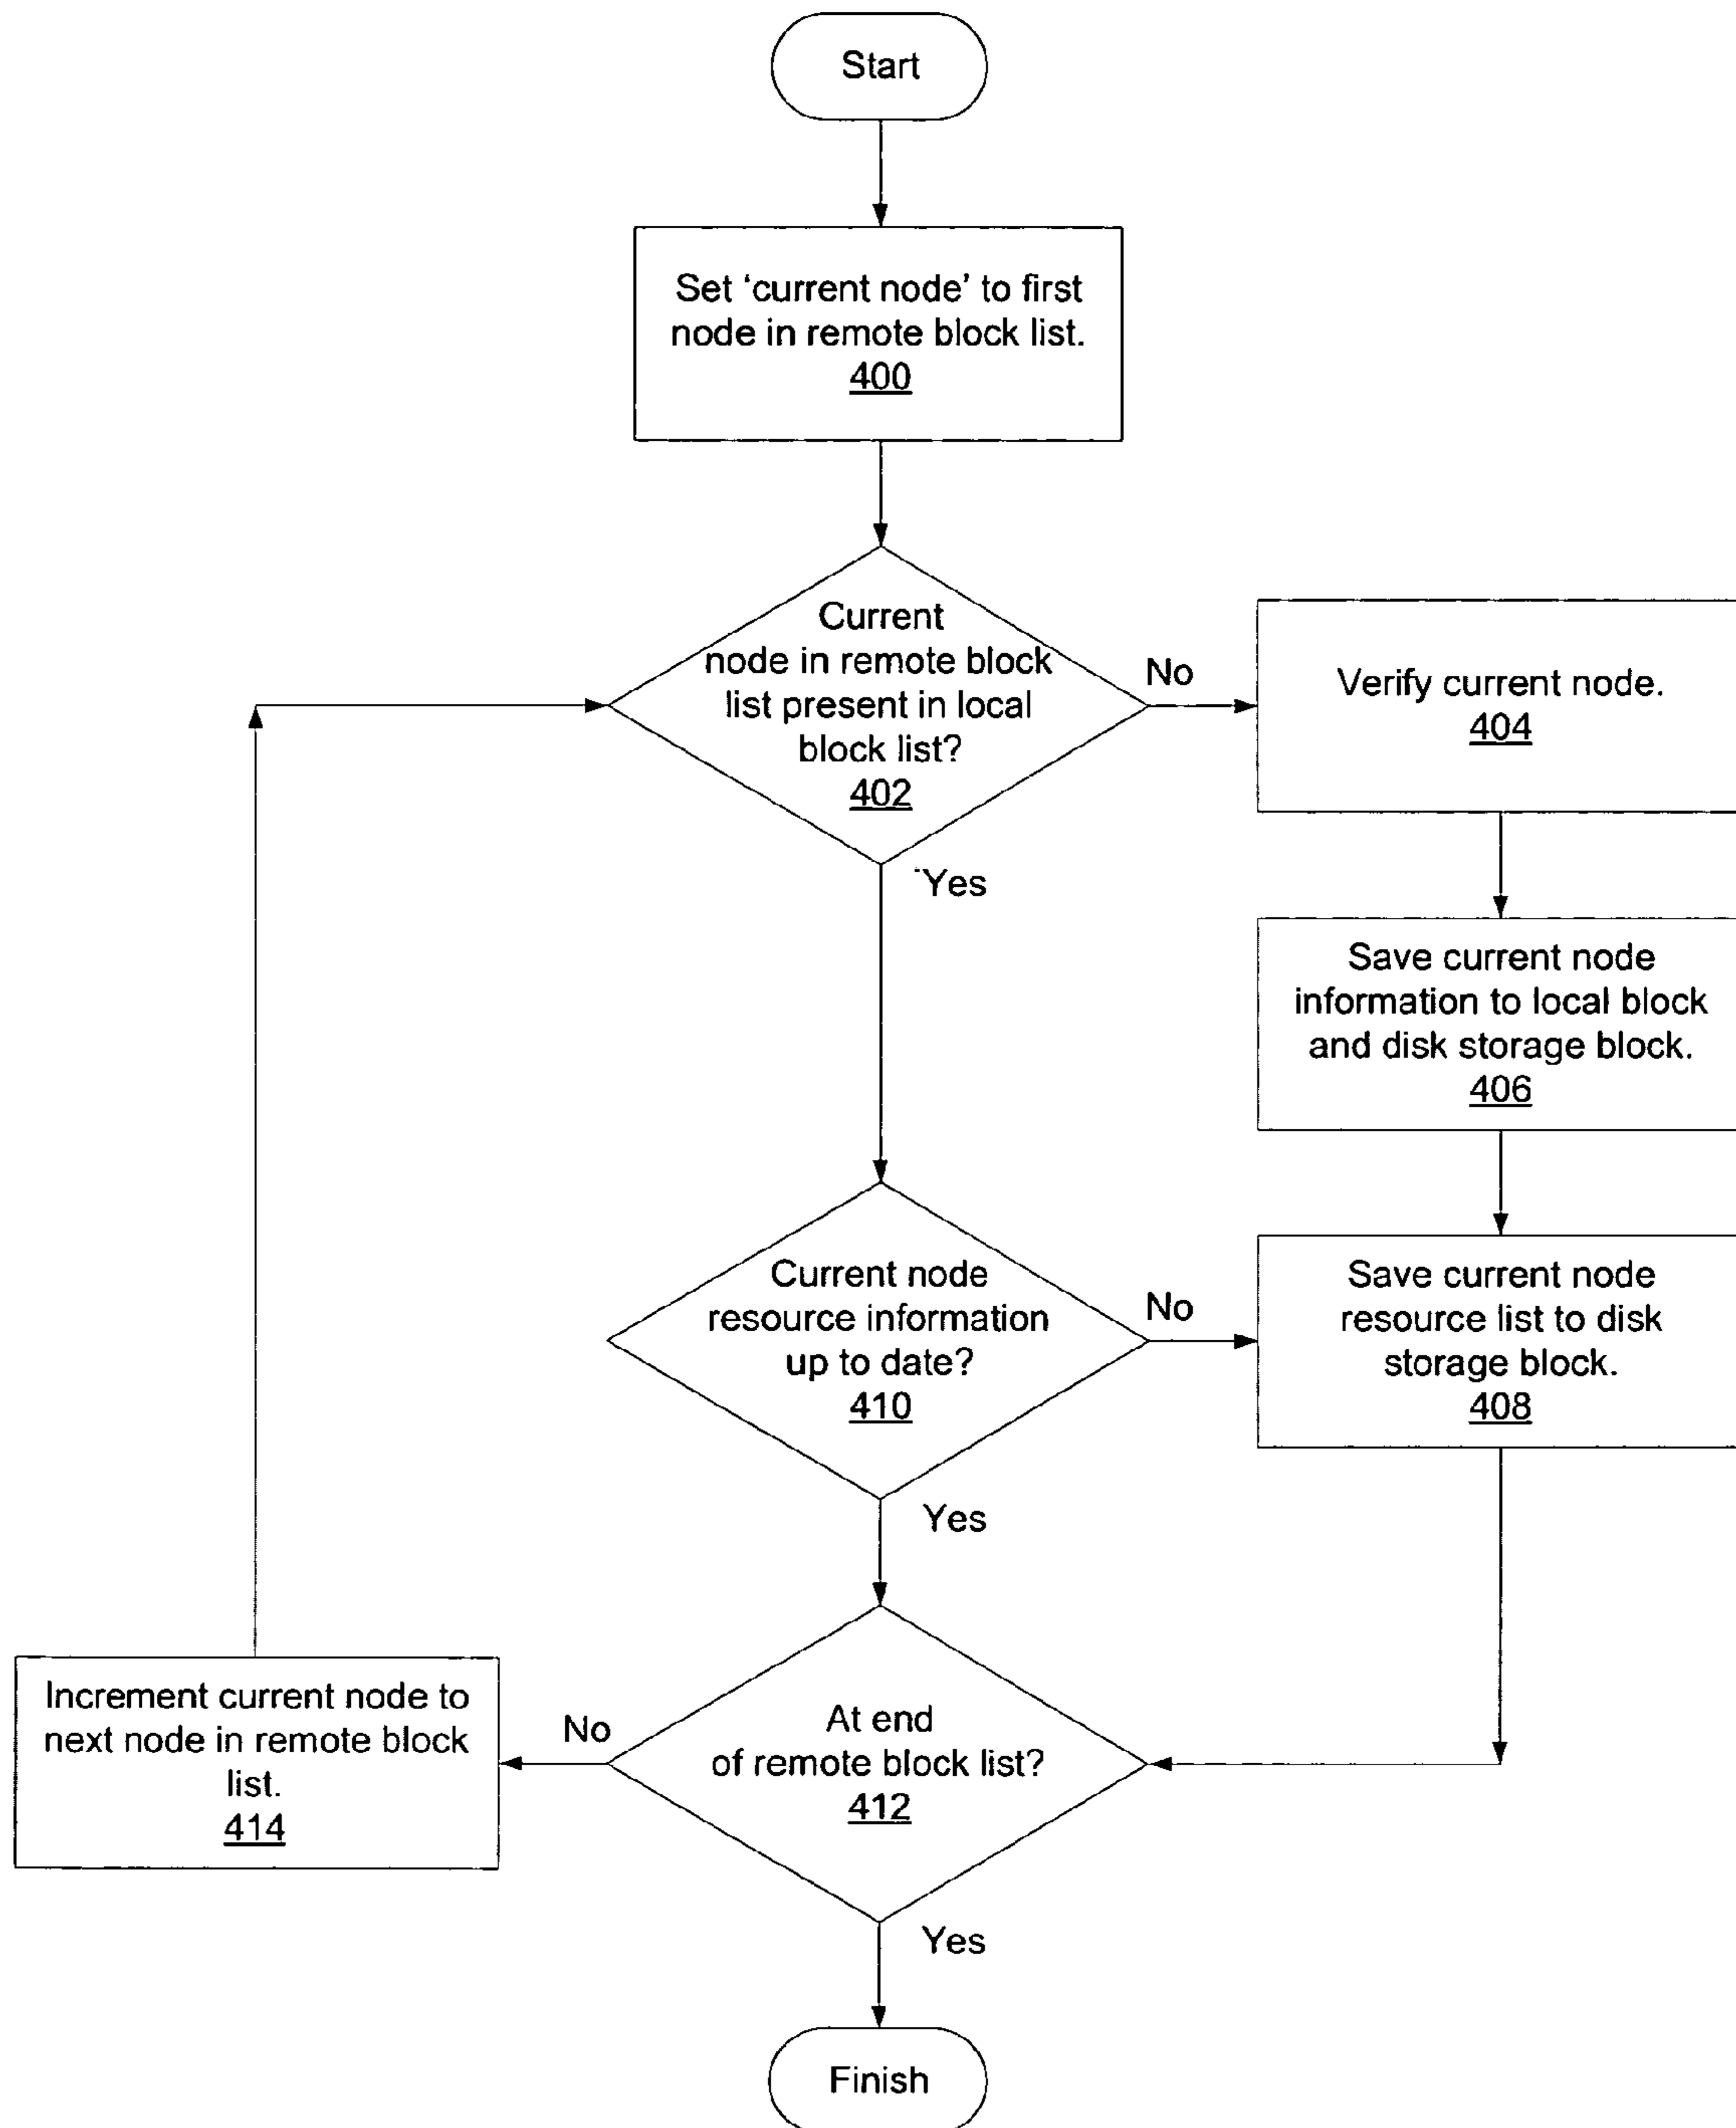 Start
Set ‘current node’ to first
node in remote block list.
400
Current
node in remote block
list present in local
block list?
402
No
Verify current node.
404
Yes
Save current node
information to local block
and disk storage block.
406
Current node
resource information
up to date?
410
No
Save current node
resource list to disk
storage block.
408
Yes
Increment current node to
next node in remote block
list.
414
No
At end
of remote block list?
412
Yes
Finish